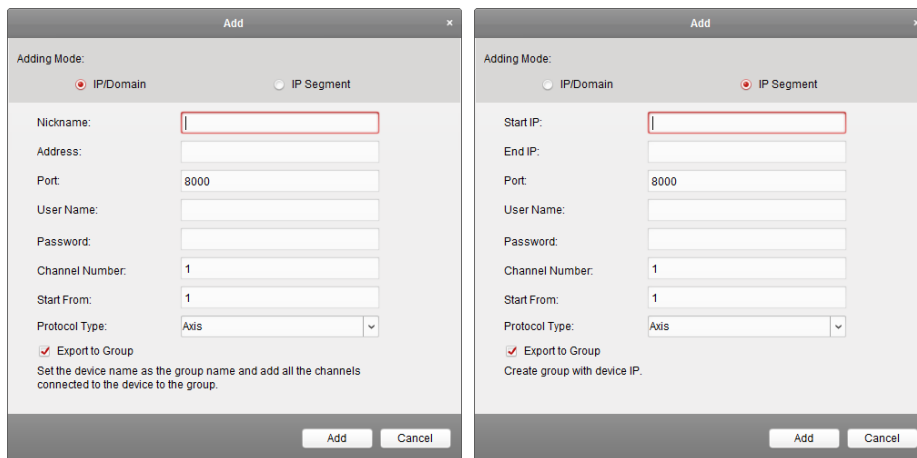 Add ×
Adding Mode:
IP/Domain IP Segment
Nickname:
Address:
Port: 8000
User Name:
Password:
Channel Number: 1
Start From: 1
Protocol Type: Axis
Export to Group
Set the device name as the group name and add all the channels
connected to the device to the group.
Add Cancel
Add ×
Adding Mode:
IP/Domain IP Segment
Start IP:
End IP:
Port: 8000
User Name:
Password:
Channel Number: 1
Start From: 1
Protocol Type: Axis
Export to Group
Create group with device IP.
Add Cancel